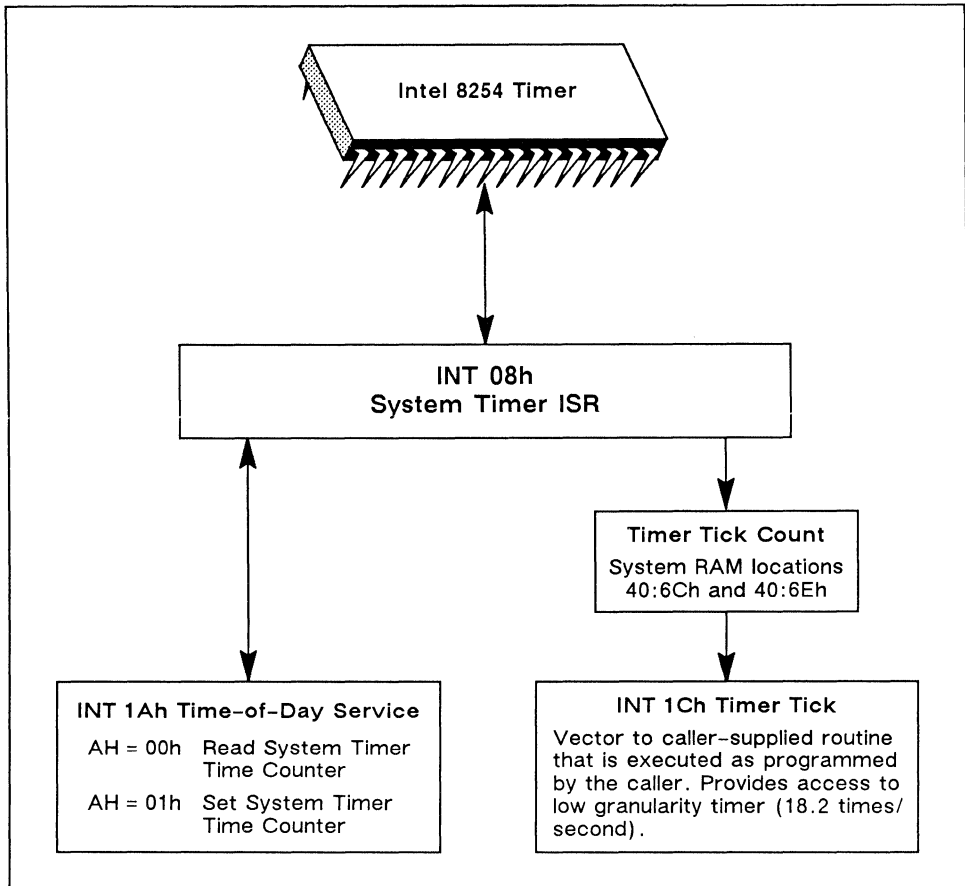 Intel 8254 Timer
INT 08h
System Timer ISR
Timer Tick Count
System RAM locations
40:6Ch and 40:6Eh
INT 1Ah Time-of-Day Service
AH = 00h Read System Timer
Time Counter
AH = 01h Set System Timer
Time Counter
INT 1Ch Timer Tick
Vector to caller-supplied routine
that is executed as programmed
by the caller. Provides access to
low granularity timer (18.2 times/
second).